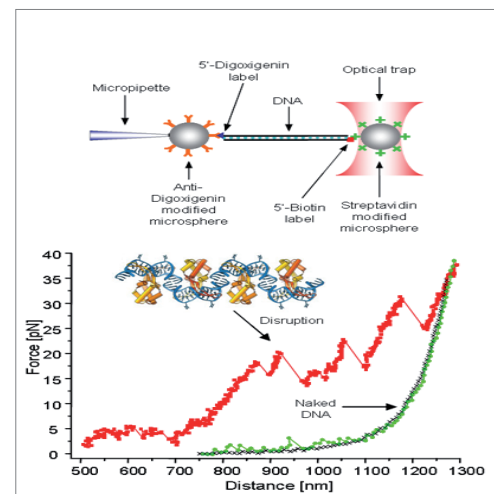 5'-Digoxigenin
label
Optical trap
Micropipette
DNA
Anti-
Digoxigenin
modified
microsphere
5'-Biotin
label
Streptavidin
modified
microsphere
40
35
30
25
20
15
10
5
0
Force [pN]
Disruption
Naked
DNA
500 600 700 800 900 1000 1100 1200 1300
Distance [nm]